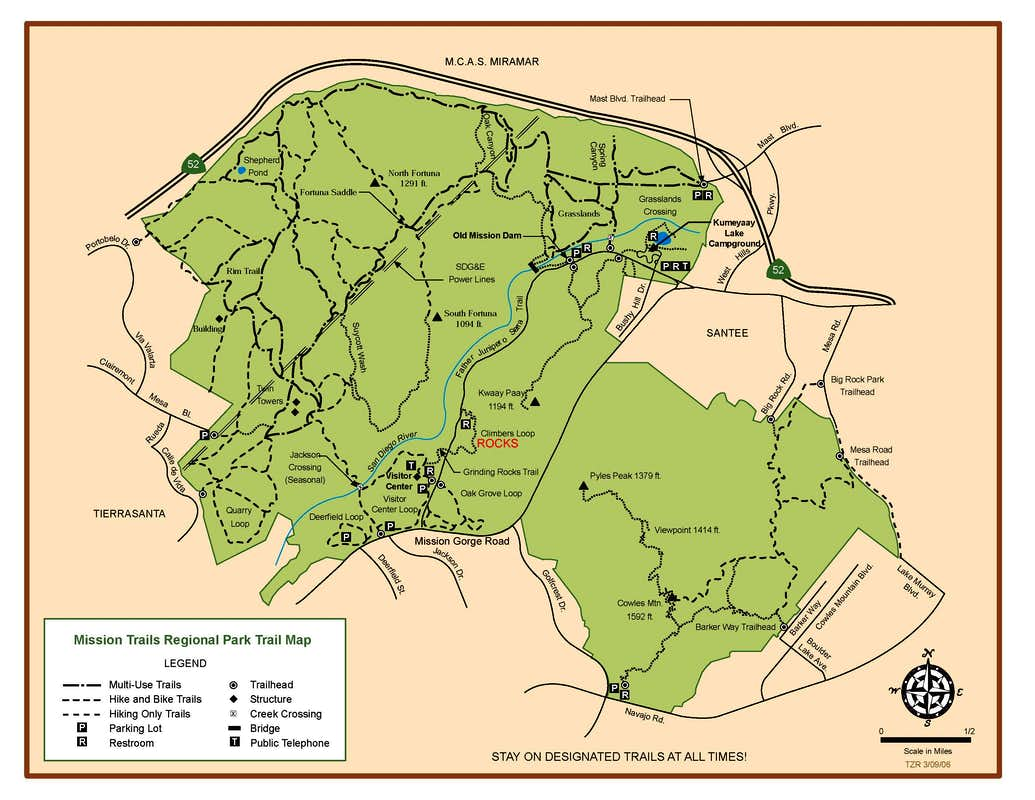 M.C.A.S. MIRAMAR
Mast Blvd. Trailhead
Mast Blvd.
52
Shepherd
Pond
North Fortuna
1291 ft.
Fortuna Saddle
Oak Canyon
Spring
Canyon
P R
Grasslands
Grasslands
Crossing
Pkwy.
West Hills
Kumeyaay
Lake
Campground
R
Portobelo Dr.
Old Mission Dam
P R
P R T
52
Rim Trail
SDG&E
Power Lines
Building
South Fortuna
1094 ft.
Father Junipero Serra Trail
Bushy Hill Dr.
SANTEE
Mesa Rd.
Via Valarta
Suycott Wash
Clairemont Mesa Bl.
Twin
Towers
Kwaay Paay
1194 ft.
Big Rock Rd.
Big Rock Park
Trailhead
P
Rueda
Calle de Vida
San Diego River
R
Climbers Loop
ROCKS
Mesa Road
Trailhead
Jackson
Crossing
(Seasonal)
T
R
Visitor
Center
P
Grinding Rocks Trail
Oak Grove Loop
Visitor
Center Loop
Pyles Peak 1379 ft.
TIERRASANTA
Quarry
Loop
Deerfield Loop
P
P
Mission Gorge Road
Viewpoint 1414 ft.
Deerfield St.
Jackson Dr.
Golfcrest Dr.
Cowles Mtn.
1592 ft.
Barker Way Trailhead
Barker Way
Cowles Mountain Blvd.
Lake Murray
Blvd.
Boulder
Lake Ave.
P
R
Navajo Rd.
Mission Trails Regional Park Trail Map
LEGEND
Multi-Use Trails
Hike and Bike Trails
Hiking Only Trails
P Parking Lot
R Restroom
Trailhead
Structure
Creek Crossing
Bridge
T Public Telephone
STAY ON DESIGNATED TRAILS AT ALL TIMES!
N
W E
S
0 1/2
Scale in Miles
TZR 3/09/06